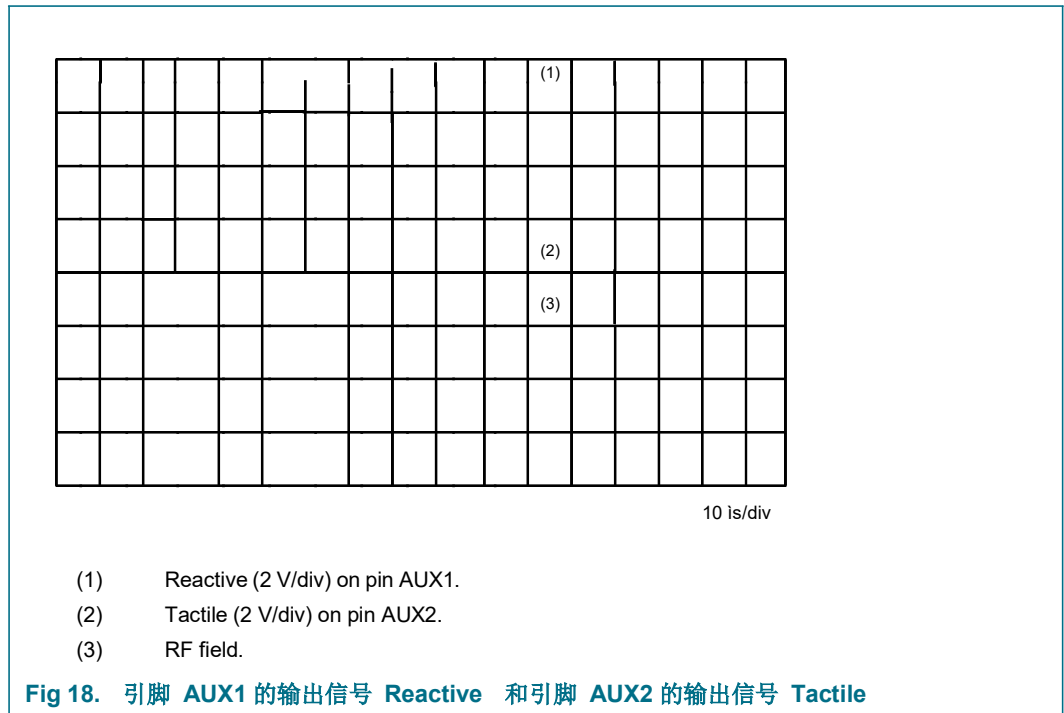 (1)
(2)
(3)
10 ìs/div
(1) Reactive (2 V/div) on pin AUX1.
(2) Tactile (2 V/div) on pin AUX2.
(3) RF field.
Fig 18. 引脚 AUX1 的输出信号 Reactive 和引脚 AUX2 的输出信号 Tactile